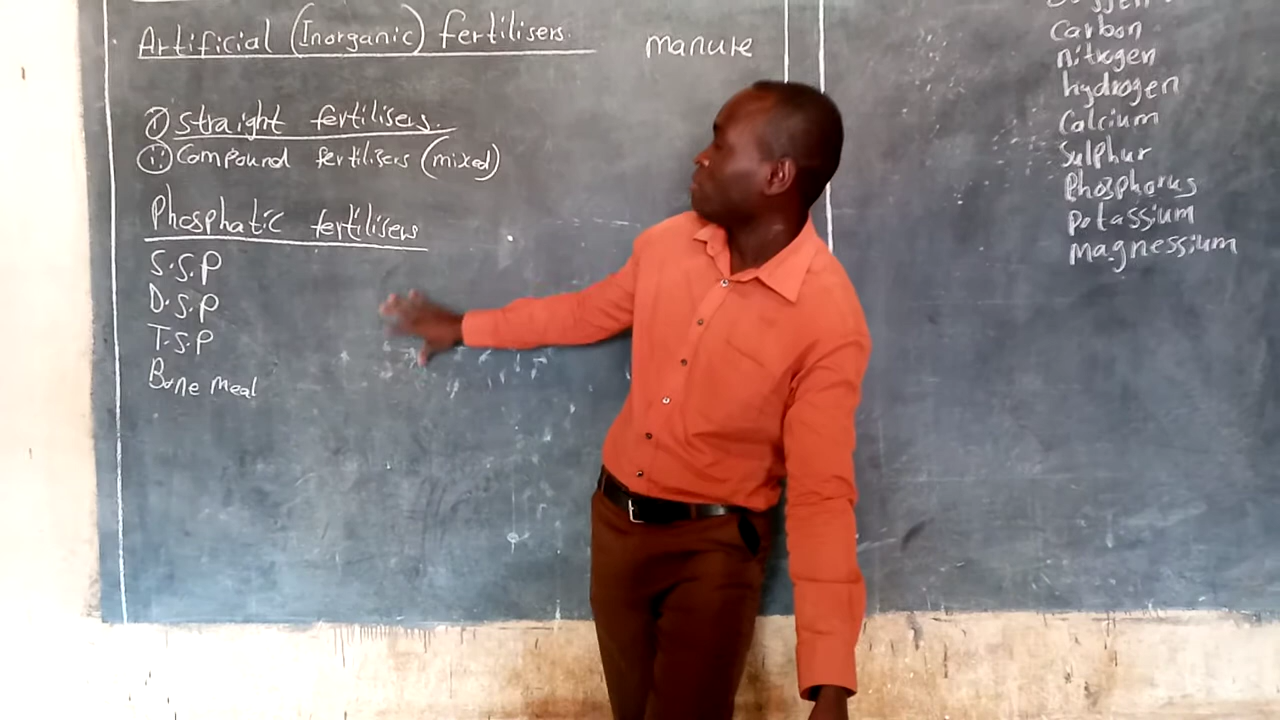 Artificial (Inorganic) fertilisers.
manure
(i) straight fertilisers.
(ii) Compound fertilizers (mixed)
Phosphatic fertilisers
S.S.P
D.S.P
T.S.P
Bone meal
Carbon
nitrogen
hydrogen
Calcium
Sulphur
Phosphorus
Potassium
Magnessium